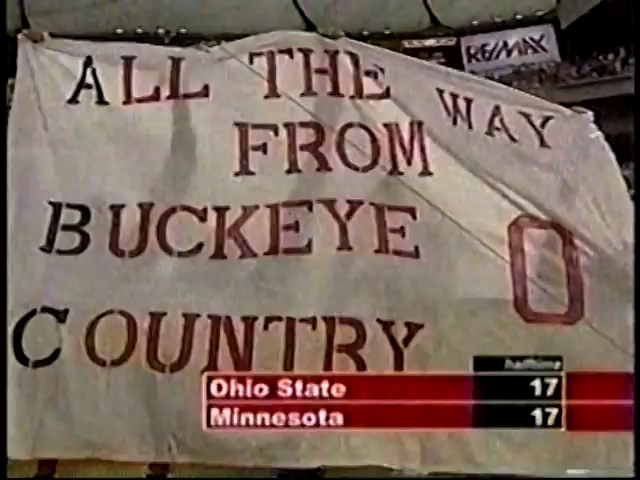 RE/MAX
ALL THE WAY
FROM
BUCKEYE O
COUNTRY
halftime
Ohio State 17
Minnesota 17